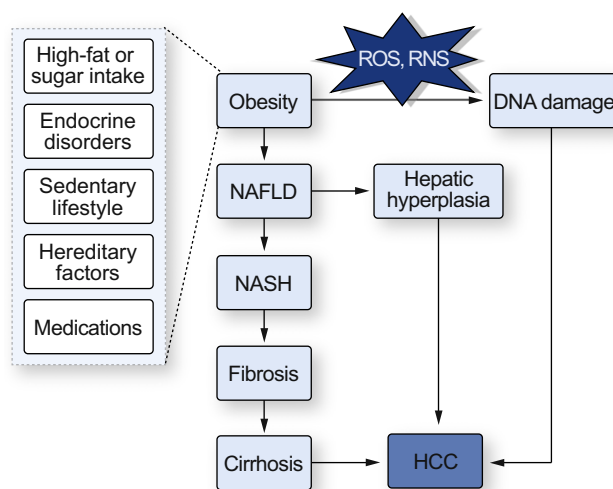 High-fat or
sugar intake
Endocrine
disorders
Sedentary
lifestyle
Hereditary
factors
Medications
ROS, RNS
Obesity
DNA damage
NAFLD
Hepatic
hyperplasia
NASH
Fibrosis
Cirrhosis
HCC